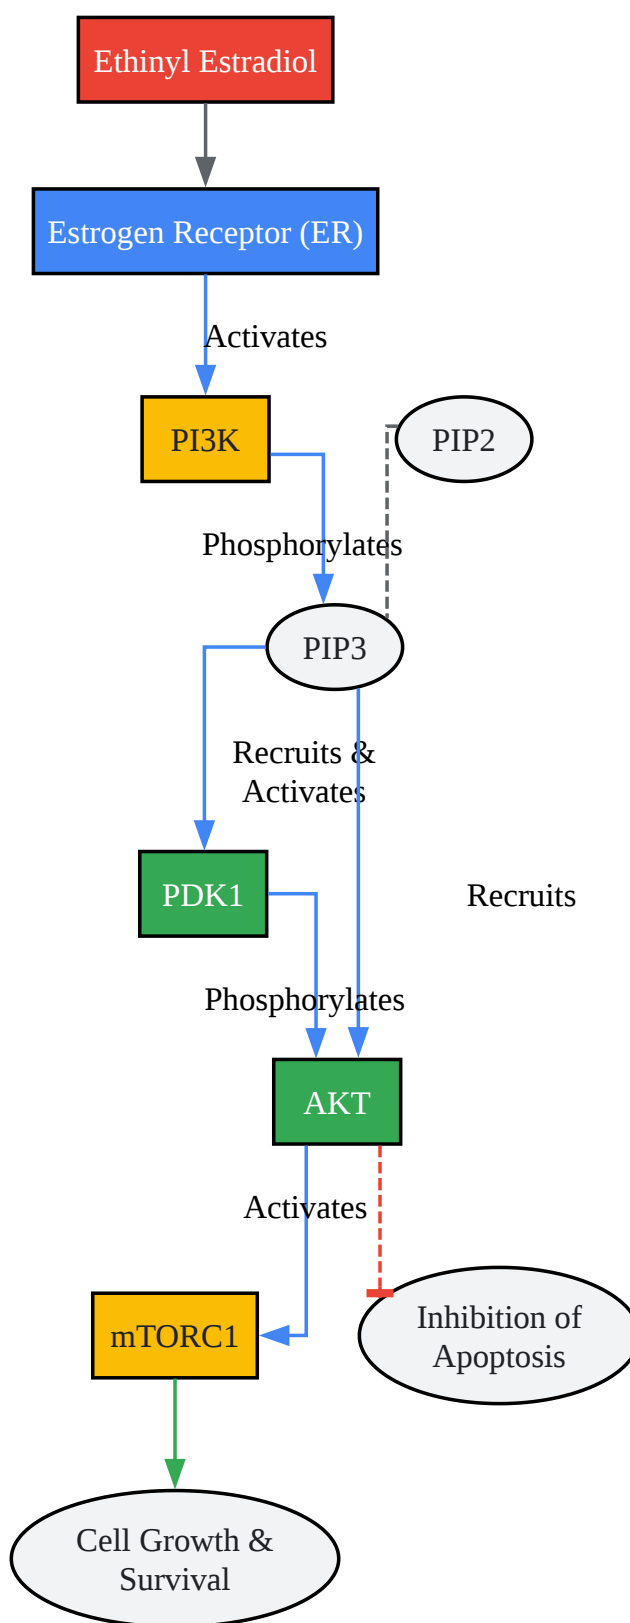 Ethinyl Estradiol
Estrogen Receptor (ER)
Activates
PI3K
PIP2
Phosphorylates
PIP3
Recruits &
Activates
PDK1
Recruits
Phosphorylates
AKT
Activates
mTORC1
Inhibition of
Apoptosis
Cell Growth &
Survival